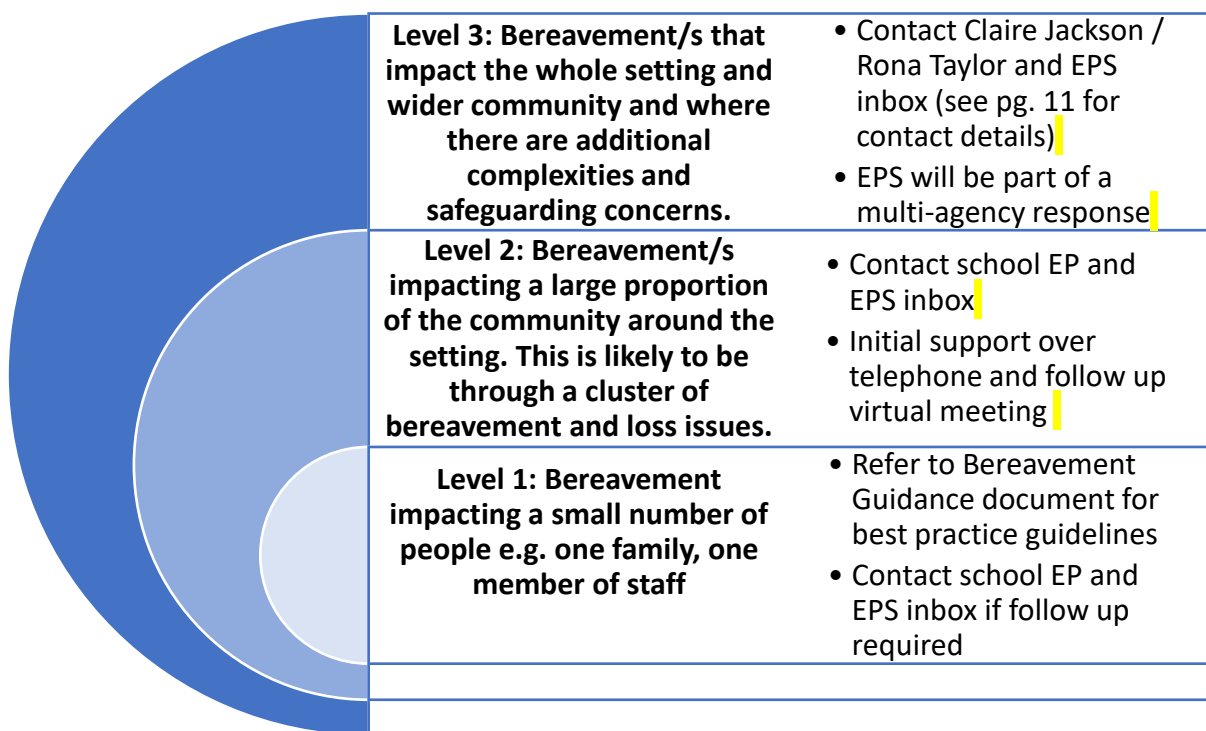 Level 3: Bereavement/s that
impact the whole setting and
wider community and where
there are additional
complexities and
safeguarding concerns.
• Contact Claire Jackson /
Rona Taylor and EPS
inbox (see pg. 11 for
contact details)
• EPS will be part of a
multi-agency response
Level 2: Bereavement/s
impacting a large proportion
of the community around the
setting. This is likely to be
through a cluster of
bereavement and loss issues.
• Contact school EP and
EPS inbox
• Initial support over
telephone and follow up
virtual meeting
Level 1: Bereavement
impacting a small number of
people e.g. one family, one
member of staff
• Refer to Bereavement
Guidance document for
best practice guidelines
• Contact school EP and
EPS inbox if follow up
required